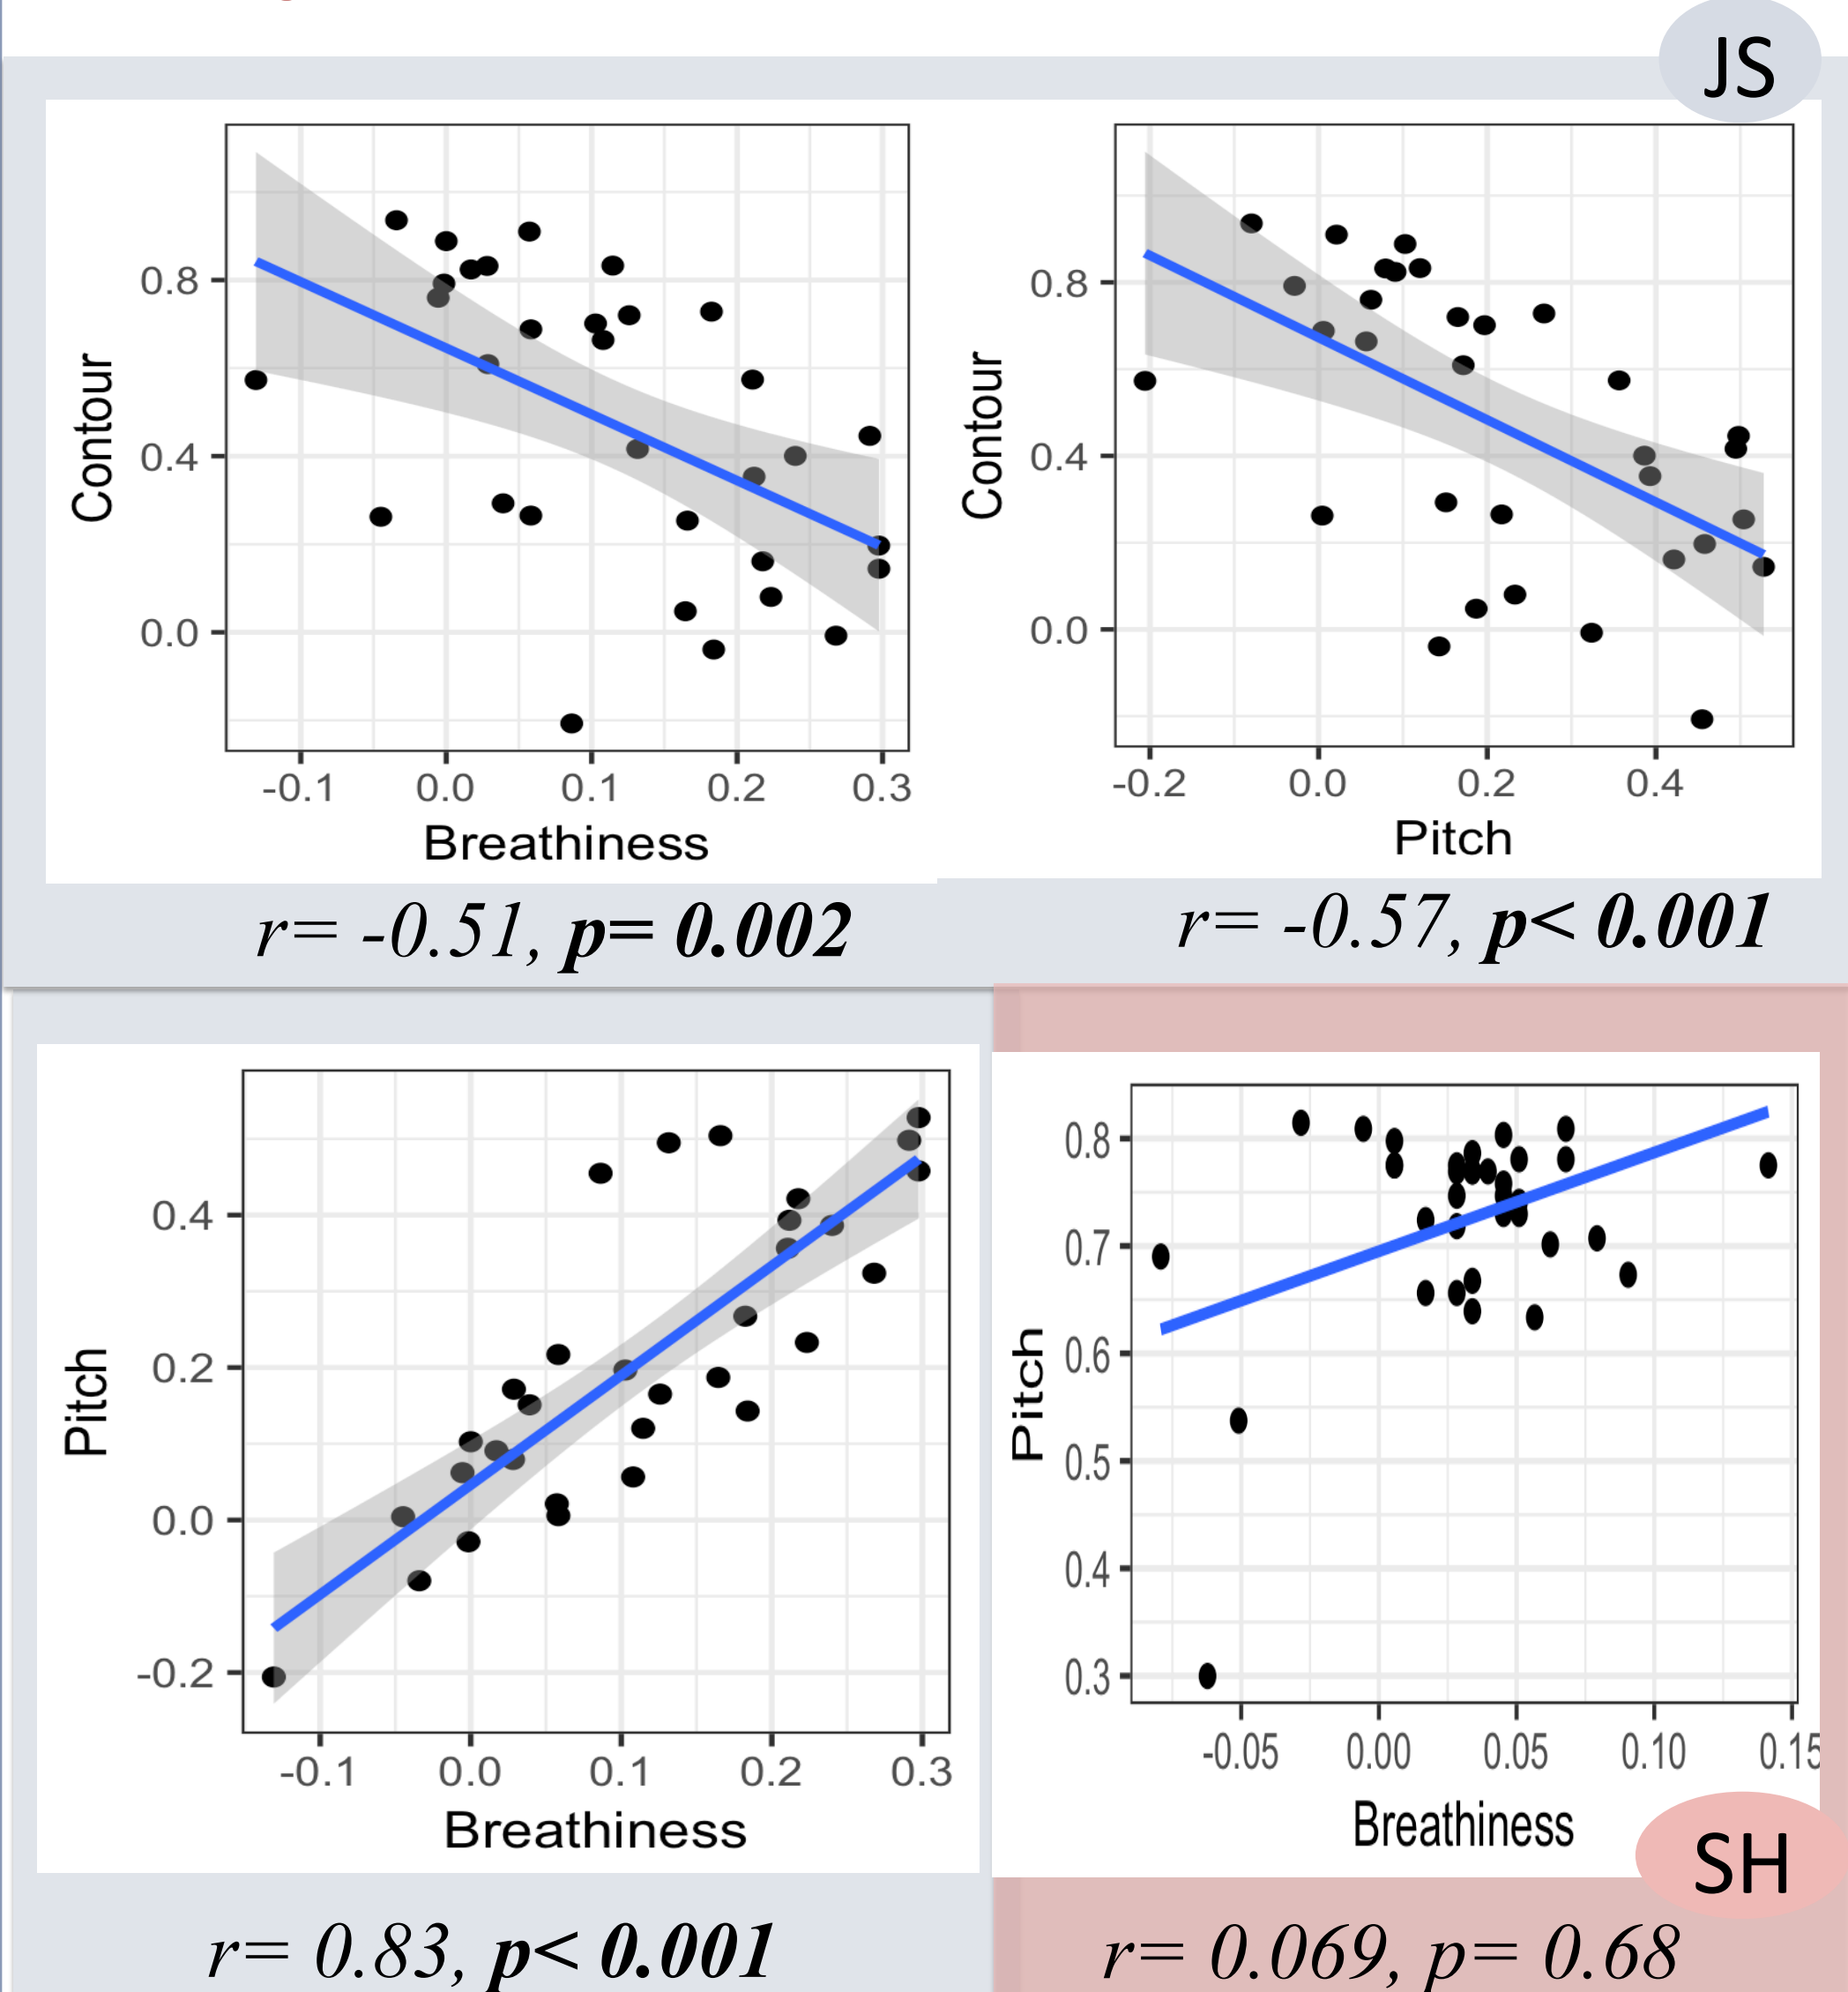 JS
Contour
0.8
0.4
0.0
-0.1 0.0 0.1 0.2 0.3
Breathiness
Contour
0.8
0.4
0.0
-0.2 0.0 0.2 0.4
Pitch
r= -0.51, p= 0.002
r= -0.57, p< 0.001
Pitch
0.4
0.2
0.0
-0.2
-0.1 0.0 0.1 0.2 0.3
Breathiness
Pitch
0.8
0.7
0.6
0.5
0.4
0.3
-0.05 0.00 0.05 0.10 0.15
Breathiness
SH
r= 0.83, p< 0.001
r= 0.069, p= 0.68